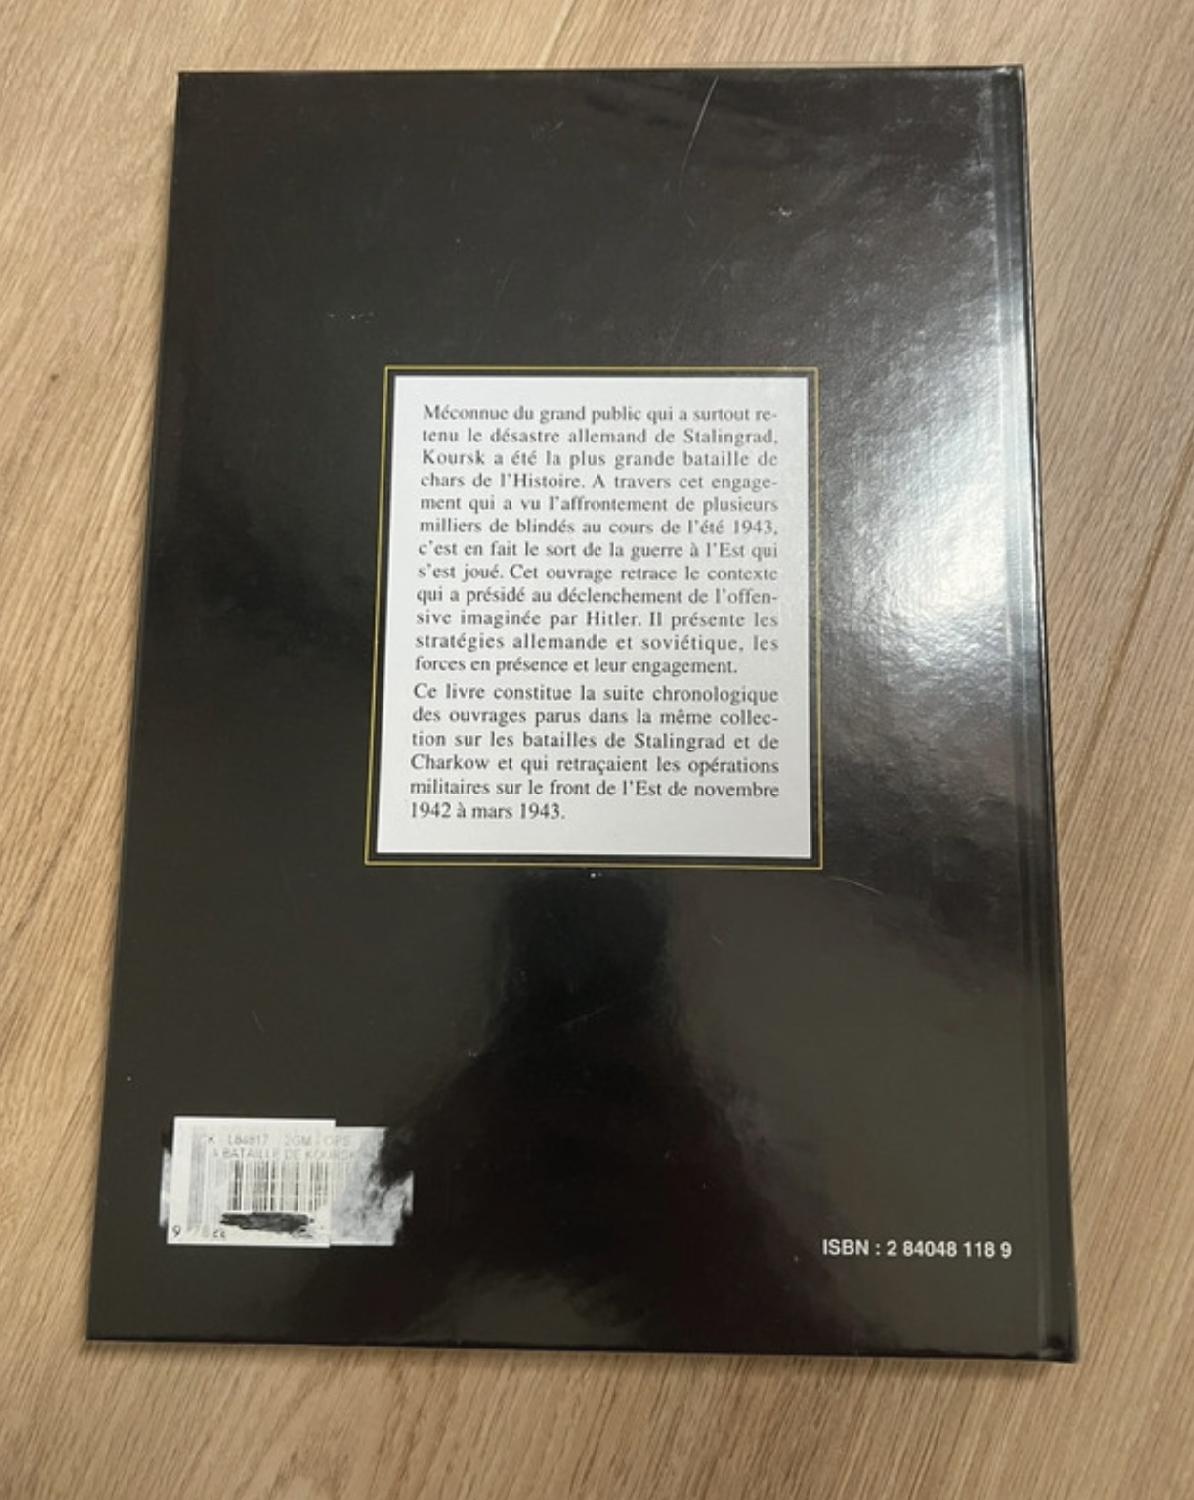 Méconnue du grand public qui a surtout re-
tenu le désastre allemand de Stalingrad,
Koursk a été la plus grande bataille de
chars de l'Histoire. A travers cet engage-
ment qui a vu l'affrontement de plusieurs
milliers de blindés au cours de l'été 1943,
c'est en fait le sort de la guerre à l'Est qui
s'est joué. Cet ouvrage retrace le contexte
qui a présidé au déclenchement de l'offen-
sive imaginée par Hitler. Il présente les
stratégies allemande et soviétique, les
forces en présence et leur engagement.
Ce livre constitue la suite chronologique
des ouvrages parus dans la même collec-
tion sur les batailles de Stalingrad et de
Charkow et qui retraçaient les opérations
militaires sur le front de l'Est de novembre
1942 à mars 1943.
2GM - OPS
BATAILLE DE KOURSK
9
ISBN : 2 84048 118 9